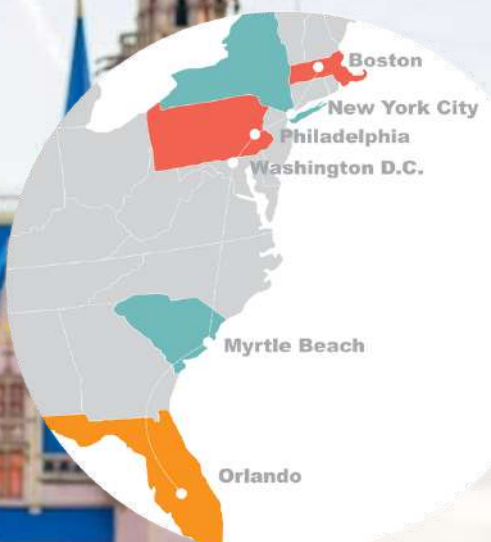 Boston
New York City
Philadelphia
Washington D.C.
Myrtle Beach
Orlando